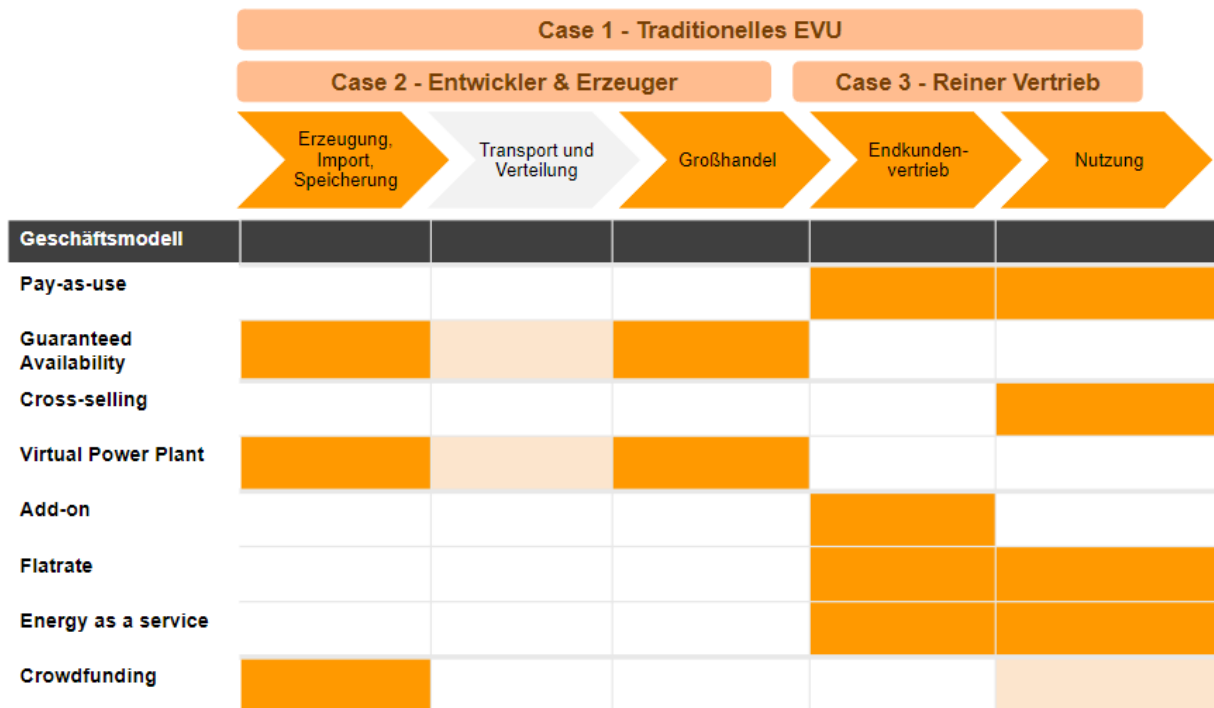 Case 1 - Traditionelles EVU
Case 2 - Entwickler & Erzeuger
Case 3 - Reiner Vertrieb
Erzeugung,
Import,
Speicherung
Transport und
Verteilung
Großhandel
Endkunden-
vertrieb
Nutzung
Geschäftsmodell
Pay-as-use
Guaranteed
Availability
Cross-selling
Virtual Power Plant
Add-on
Flatrate
Energy as a service
Crowdfunding